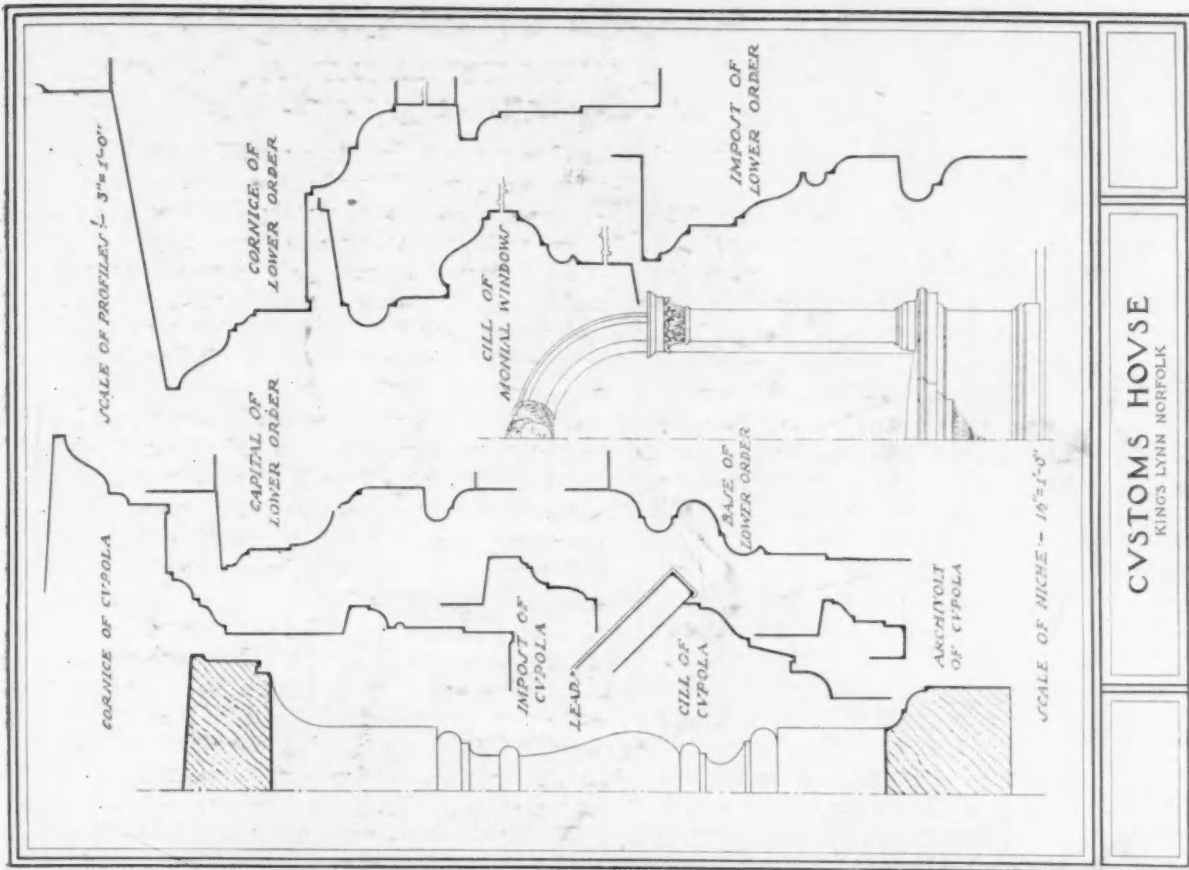 CORNICE OF CVPOLA
SCALE OF PROFILES :- 3"=1'-0"
CAPITAL OF
LOWER ORDER
CORNICE OF
LOWER ORDER
IMPOST OF
CVPOLA
LEAD
CILL OF
MONIAL WINDOWS
CILL OF
CVPOLA
BASE OF
LOWER ORDER
IMPOST OF
LOWER ORDER
ARCHIVOLT
OF CVPOLA
SCALE OF NICHE :- 1½"=1'-0"
CVSTOMS HOVSE
KING'S LYNN NORFOLK